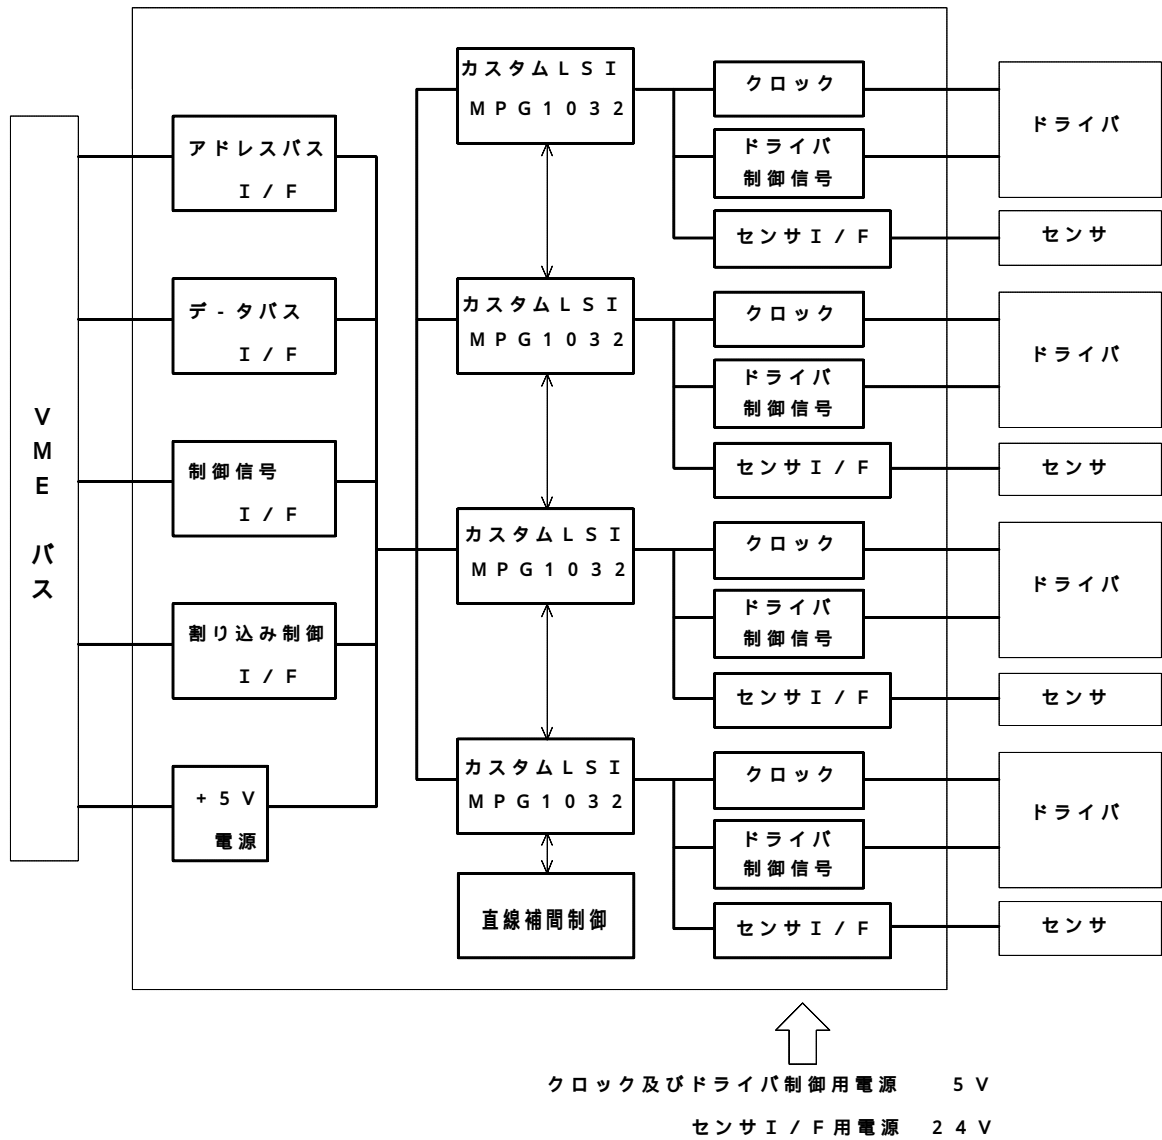 VME バス
アドレスバス
I/F
デ-タバス
I/F
制御信号
I/F
割り込み制御
I/F
+5V
電源
カスタムLSI
MPG1032
クロック
ドライバ
制御信号
センサI/F
ドライバ
センサ
カスタムLSI
MPG1032
クロック
ドライバ
制御信号
センサI/F
ドライバ
センサ
カスタムLSI
MPG1032
クロック
ドライバ
制御信号
センサI/F
ドライバ
センサ
カスタムLSI
MPG1032
クロック
ドライバ
制御信号
センサI/F
ドライバ
センサ
直線補間制御
クロック及びドライバ制御用電源 5V
センサI/F用電源 24V